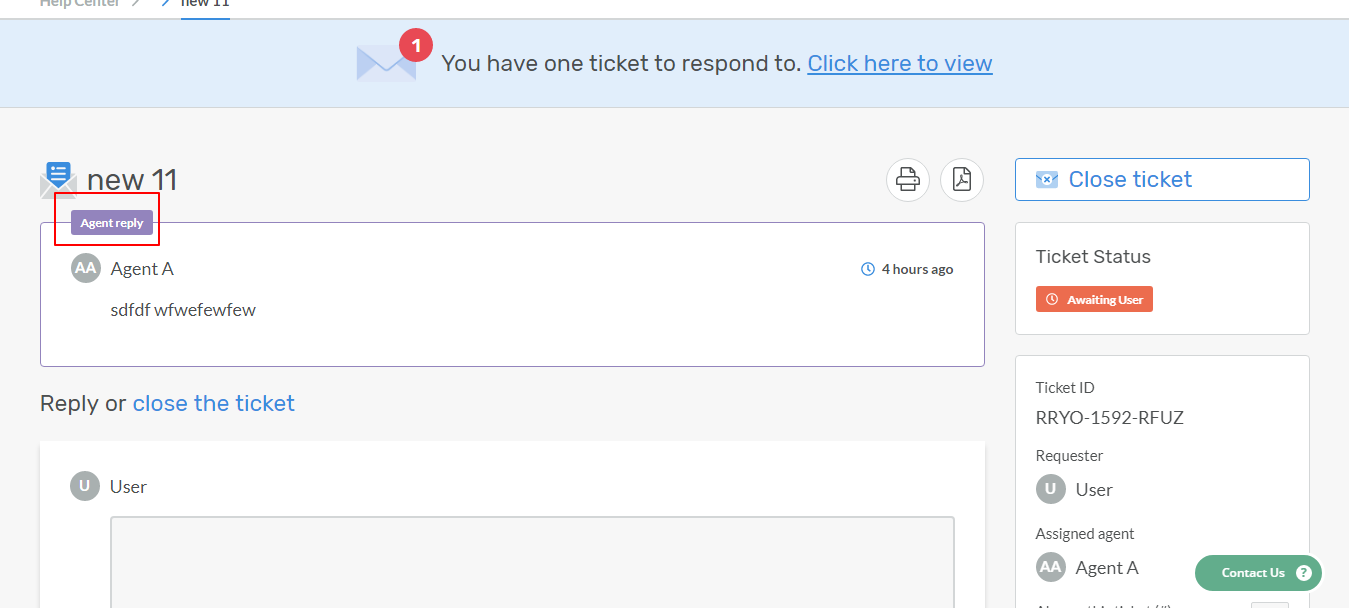 Help Center
new 11
1
You have one ticket to respond to. Click here to view
new 11
Agent reply
AA Agent A
4 hours ago
sdfdf wfwefewfew
Reply or close the ticket
U User
Close ticket
Ticket Status
Awaiting User
Ticket ID
RRYO-1592-RFUZ
Requester
U User
Assigned agent
AA Agent A
Contact Us ?